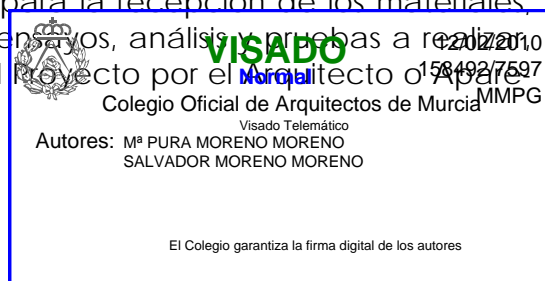 para la recepción de los materiales,
ensayos, análisis y pruebas a realizar,
Proyecto por el Arquitecto o Apare-
VISADO
Normal
12/02/2010
158492/7597
MMPG
Colegio Oficial de Arquitectos de Murcia
Visado Telemático
Autores: Mª PURA MORENO MORENO
SALVADOR MORENO MORENO
El Colegio garantiza la firma digital de los autores